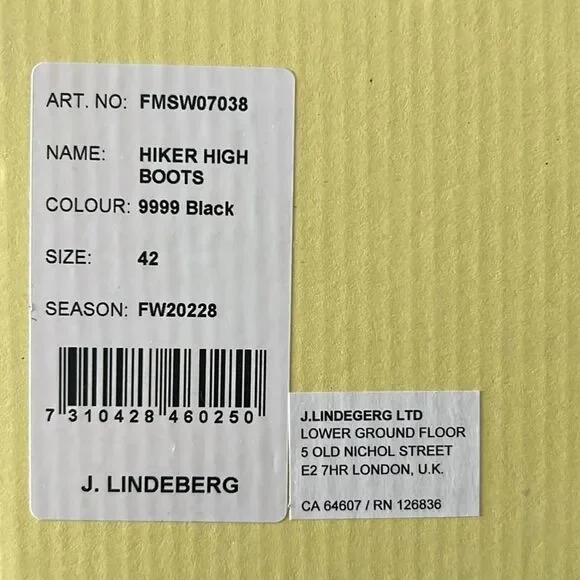 ART. NO: FMSW07038
NAME: HIKER HIGH
BOOTS
COLOUR: 9999 Black
SIZE: 42
SEASON: FW20228
7 310428 460250
J. LINDEBERG
J.LINDEGERG LTD
LOWER GROUND FLOOR
5 OLD NICHOL STREET
E2 7HR LONDON, U.K.
CA 64607 / RN 126836